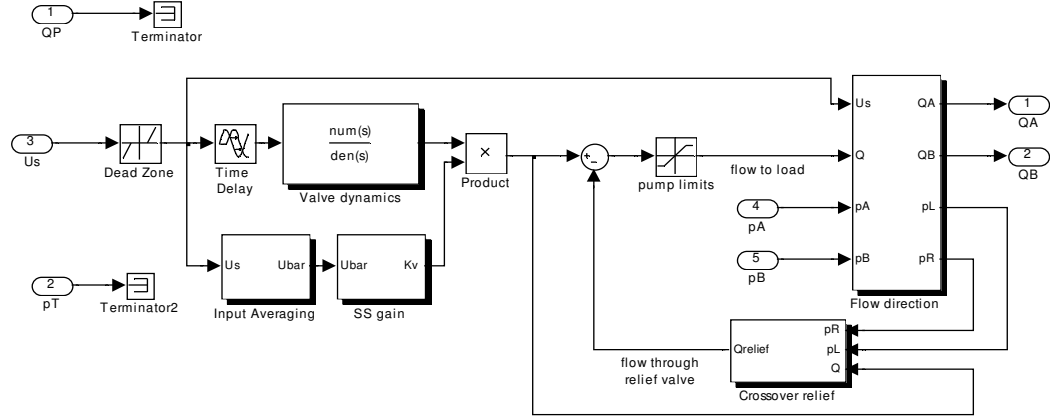 1
QP
Terminator
3
Us
Dead Zone
Time
Delay
num(s)
den(s)
Valve dynamics
×
Product
+
-
pump limits
flow to load
Us
Q
pA
pB
QA
QB
pL
pR
Flow direction
1
QA
2
QB
4
pA
5
pB
2
pT
Terminator2
Us
Ubar
Input Averaging
Ubar
Kv
SS gain
flow through
relief valve
Qrelief
pR
pL
Q
Crossover relief